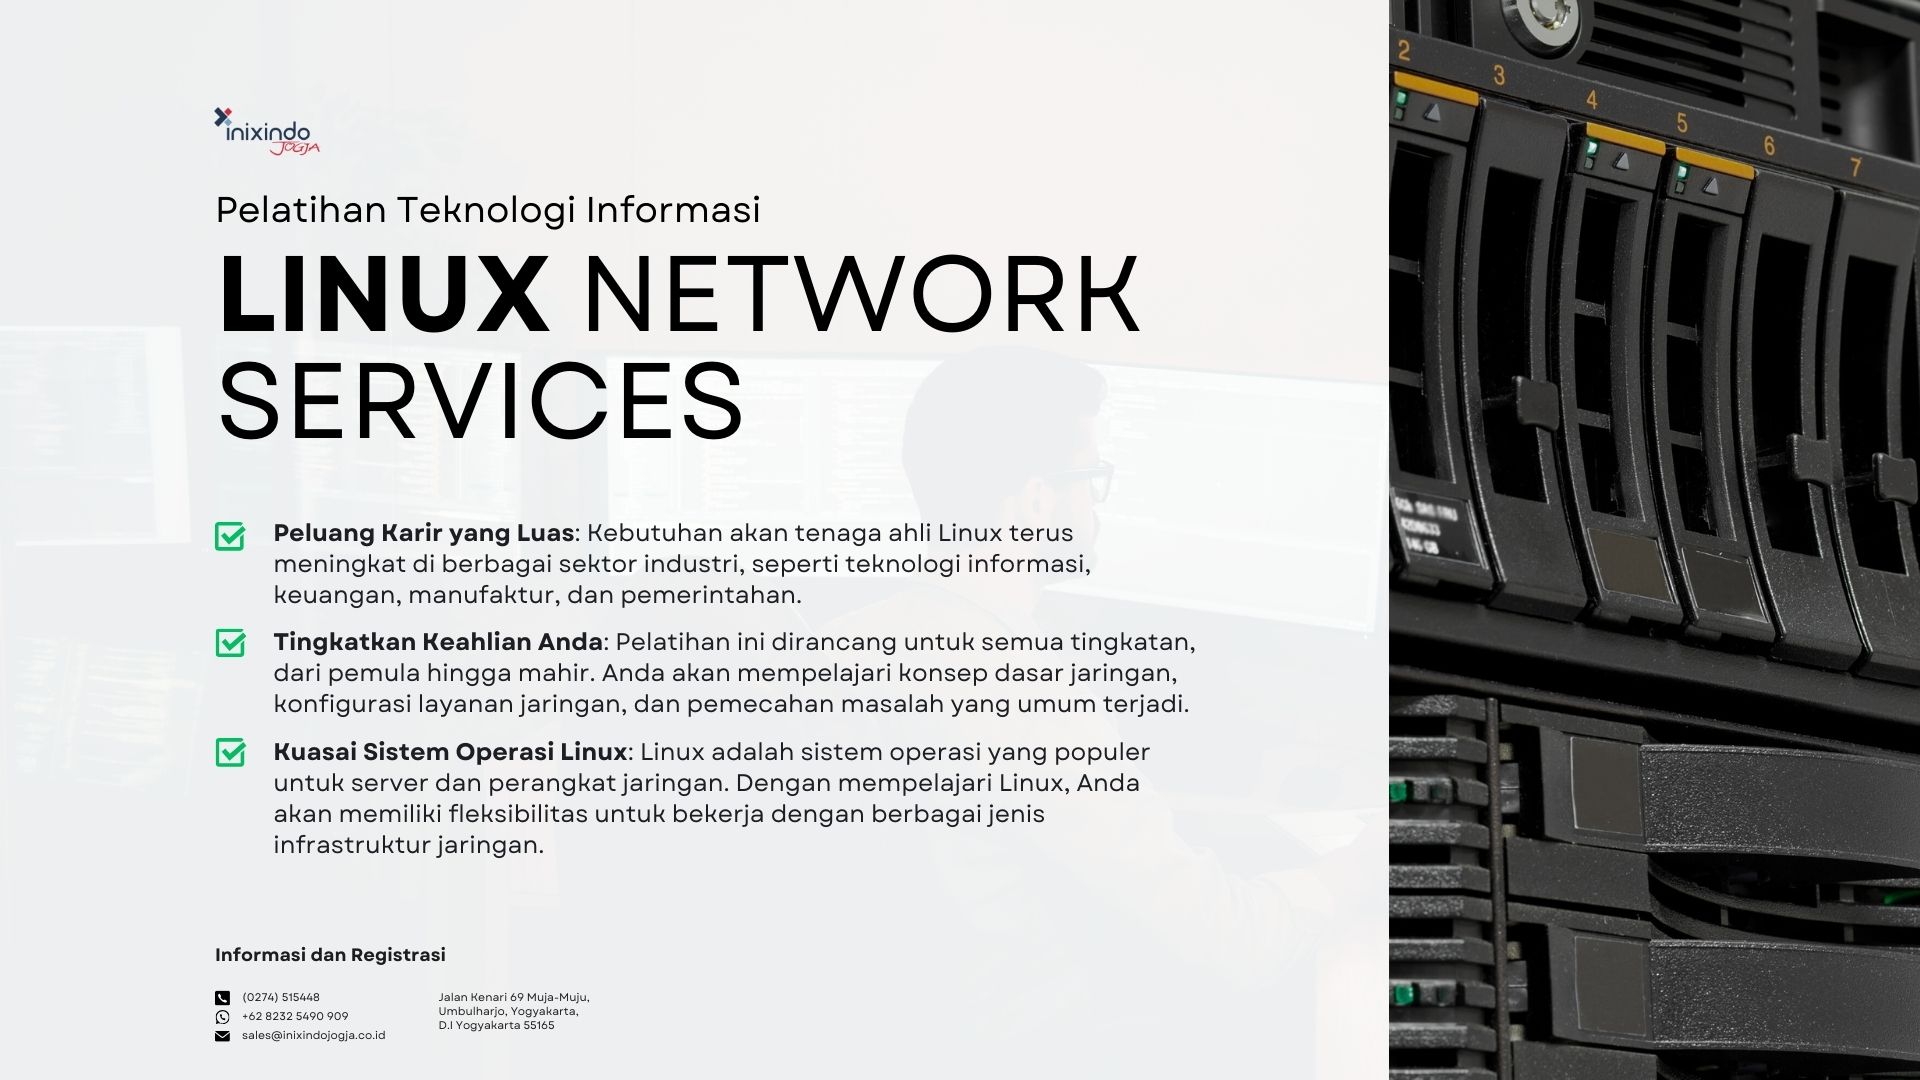 inixindo
JOGJA
Pelatihan Teknologi Informasi
LINUX NETWORK
SERVICES
Peluang Karir yang Luas: Kebutuhan akan tenaga ahli Linux terus
meningkat di berbagai sektor industri, seperti teknologi informasi,
keuangan, manufaktur, dan pemerintahan.
Tingkatkan Keahlian Anda: Pelatihan ini dirancang untuk semua tingkatan,
dari pemula hingga mahir. Anda akan mempelajari konsep dasar jaringan,
konfigurasi layanan jaringan, dan pemecahan masalah yang umum terjadi.
Kuasai Sistem Operasi Linux: Linux adalah sistem operasi yang populer
untuk server dan perangkat jaringan. Dengan mempelajari Linux, Anda
akan memiliki fleksibilitas untuk bekerja dengan berbagai jenis
infrastruktur jaringan.
Informasi dan Registrasi
(0274) 515448
+62 8232 5490 909
sales@inixindojogja.co.id
Jalan Kenari 69 Muja-Muju,
Umbulharjo, Yogyakarta,
D.I Yogyakarta 55165
2 3 4 5 6 7